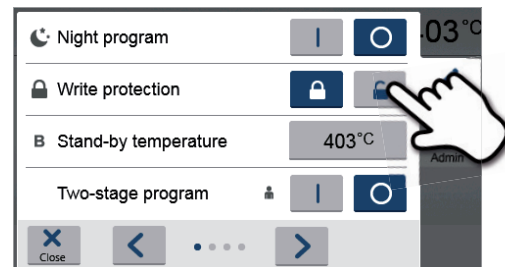 Night program | O
03°C
Write protection
B Stand-by temperature 403°C
Admin
Two-stage program | O
Close